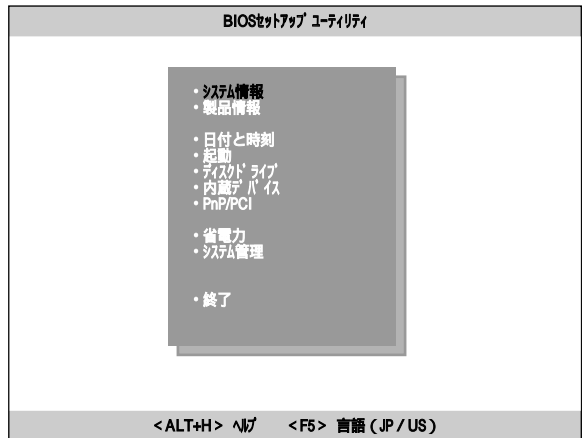 BIOSｾｯﾄｱｯﾌﾟ ﾕｰﾃｨﾘﾃｨ
・ｼｽﾃﾑ情報
・製品情報
・日付と時刻
・起動
・ﾃﾞｨｽｸﾄﾞﾗｲﾌﾞ
・内蔵ﾃﾞﾊﾞｲｽ
・PnP/PCI
・省電力
・ｼｽﾃﾑ管理
・終了
<ALT+H> ﾍﾙﾌﾟ <F5> 言語 ( JP / US )